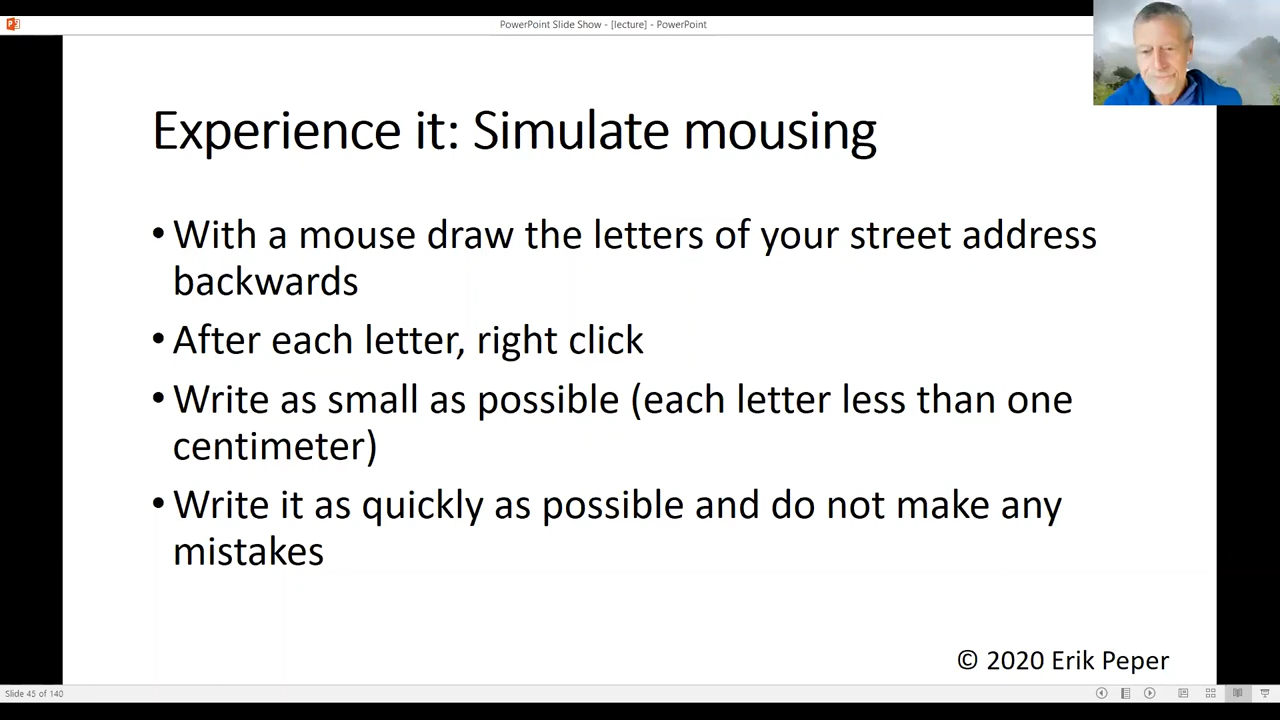 PowerPoint Slide Show - [lecture] - PowerPoint
Experience it: Simulate mousing
• With a mouse draw the letters of your street address
backwards
• After each letter, right click
• Write as small as possible (each letter less than one
centimeter)
• Write it as quickly as possible and do not make any
mistakes
© 2020 Erik Peper
Slide 45 of 140